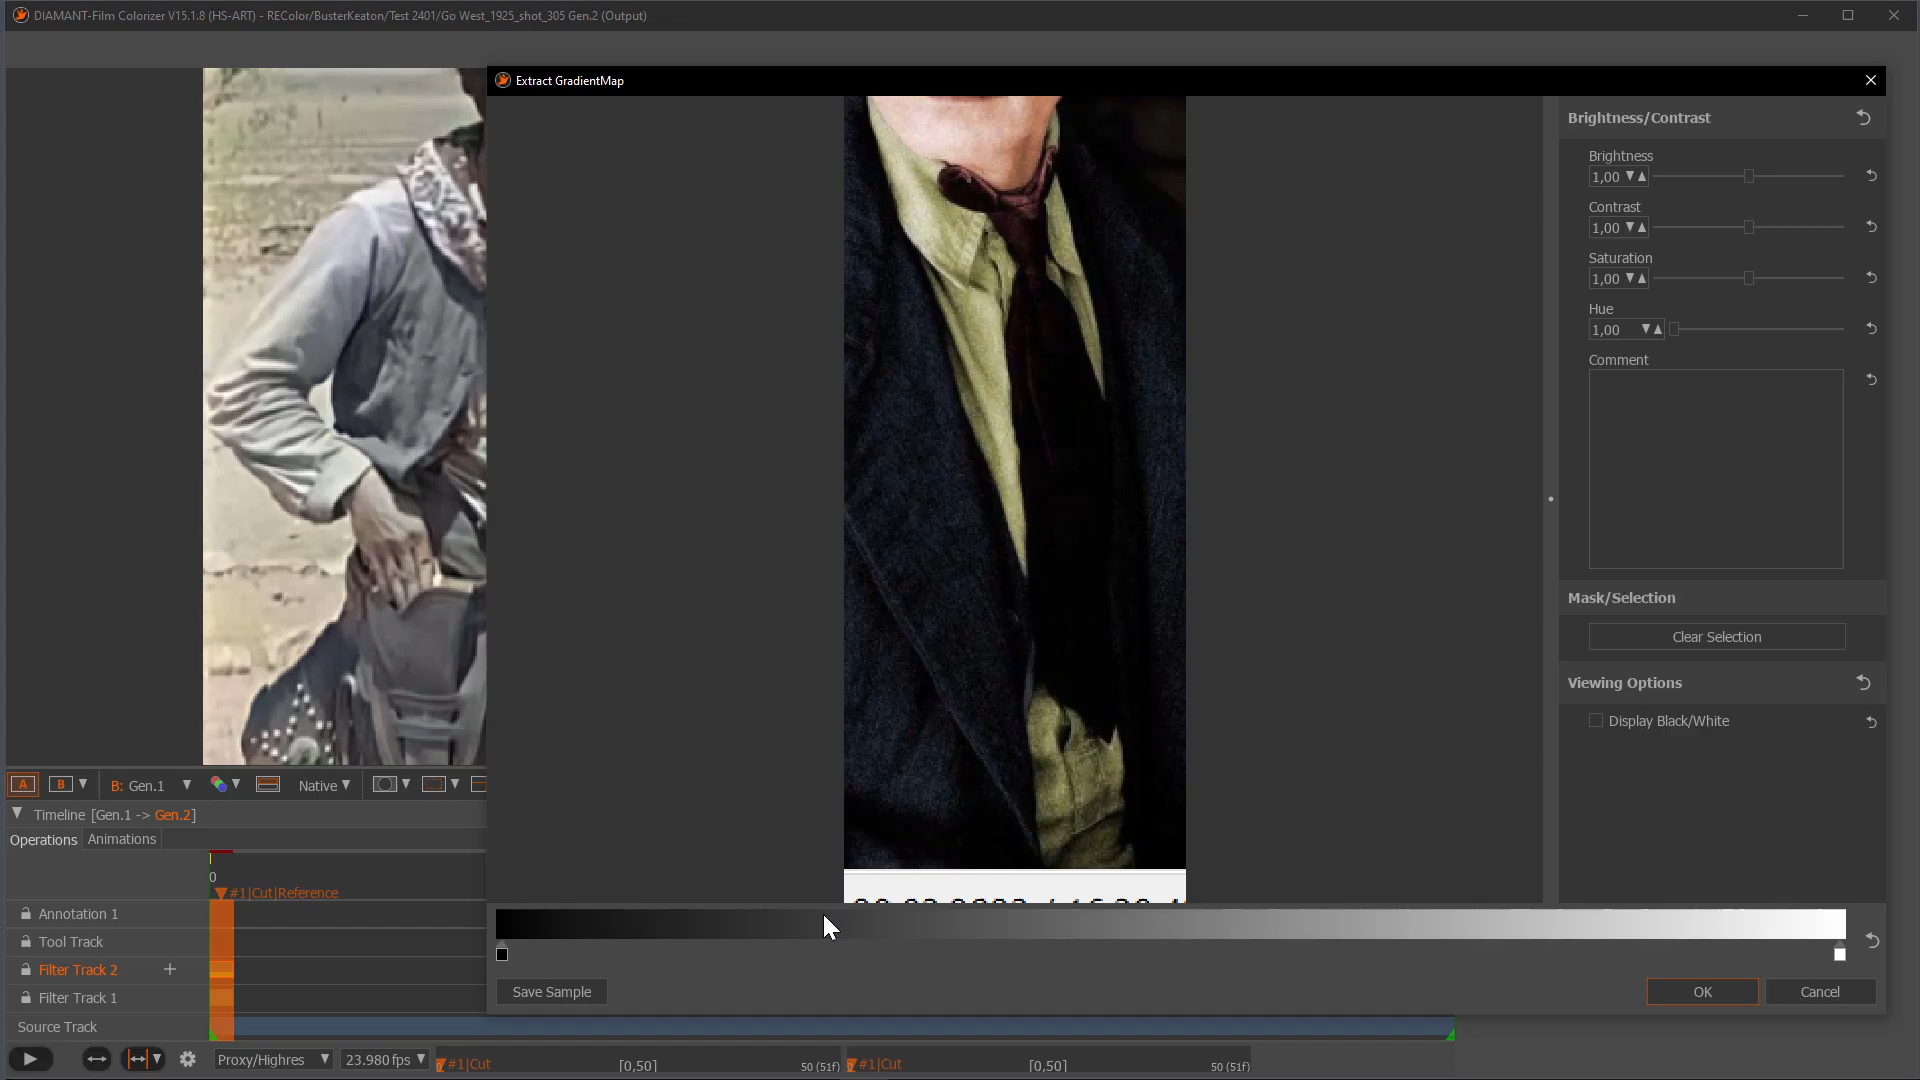 DIAMANT-Film Colorizer V15.1.8 (HS-ART) - REColor/BusterKeaton/Test 2401/Go West_1925_shot_305 Gen.2 (Output)
Extract GradientMap
Brightness/Contrast
Brightness
1,00
Contrast
1,00
Saturation
1,00
Hue
1,00
Comment
Mask/Selection
Clear Selection
Viewing Options
Display Black/White
A B B: Gen.1 Native
Timeline [Gen.1 -> Gen.2]
Operations Animations
0
#1|Cut|Reference
Annotation 1
Tool Track
Filter Track 2
Filter Track 1
Source Track
Save Sample OK Cancel
Proxy/Highres 23.980 fps #1|Cut [0,50] 50 (51f) #1|Cut [0,50] 50 (51f)